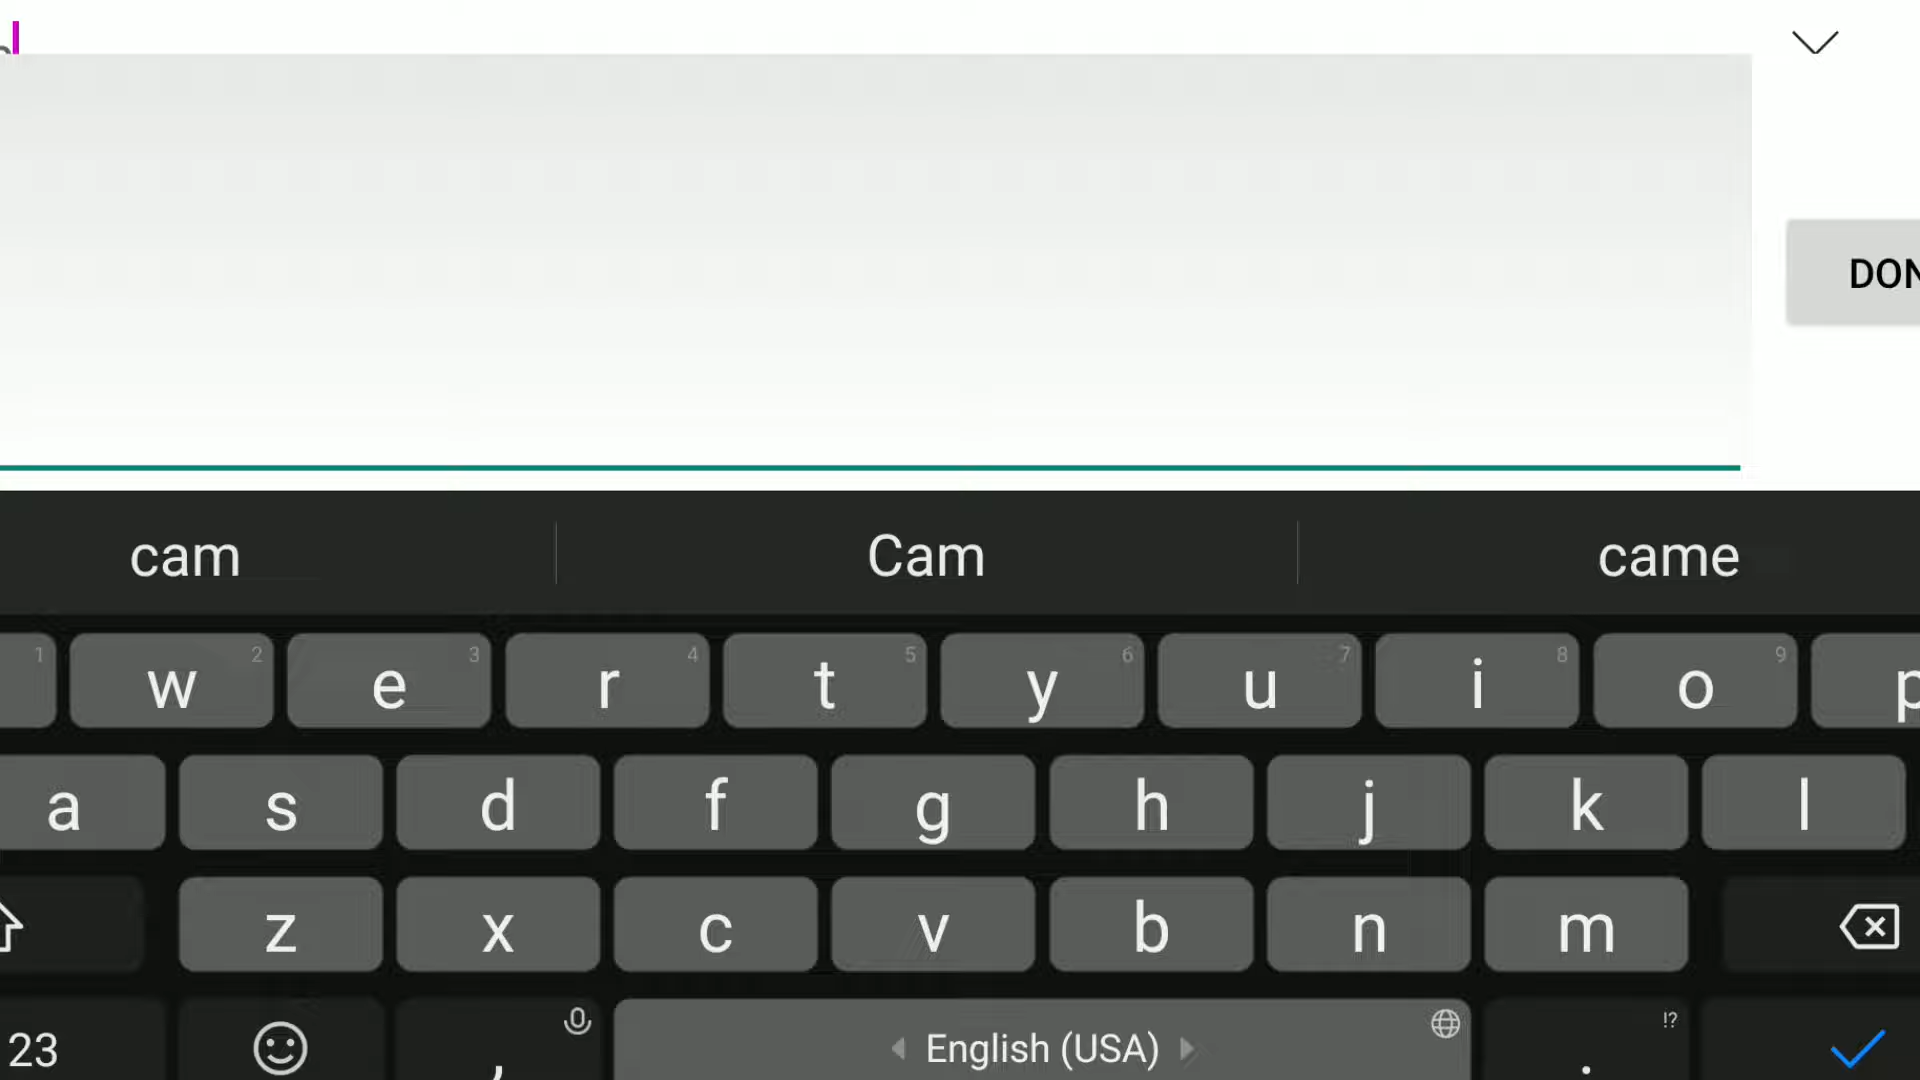 DON
cam Cam came
1 w 2 e 3 r 4 t 5 y 6 u 7 i 8 o 9 p
a s d f g h j k l
z x c v b n m
23 , English (USA) . !?